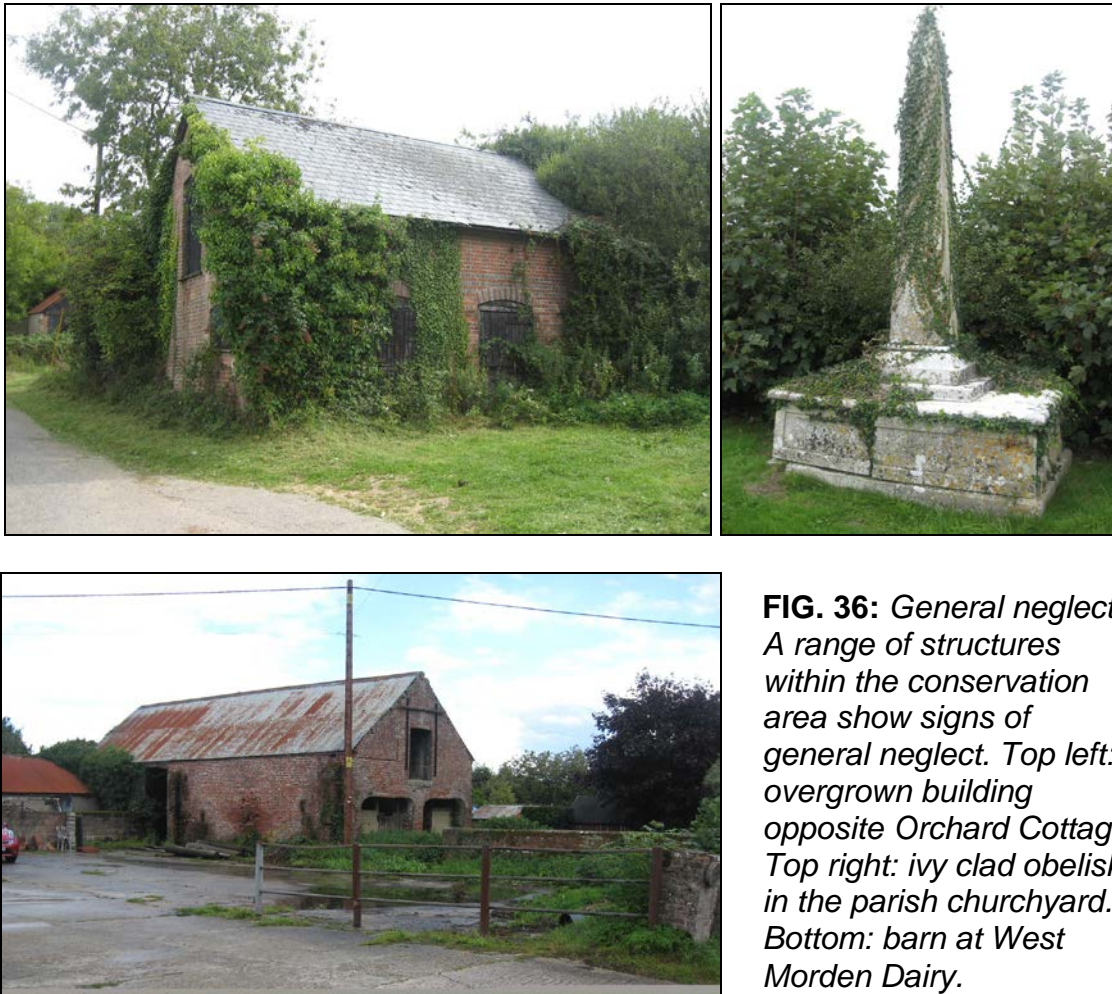 FIG. 36: General neglect
A range of structures
within the conservation
area show signs of
general neglect. Top left:
overgrown building
opposite Orchard Cottag
Top right: ivy clad obelisk
in the parish churchyard.
Bottom: barn at West
Morden Dairy.